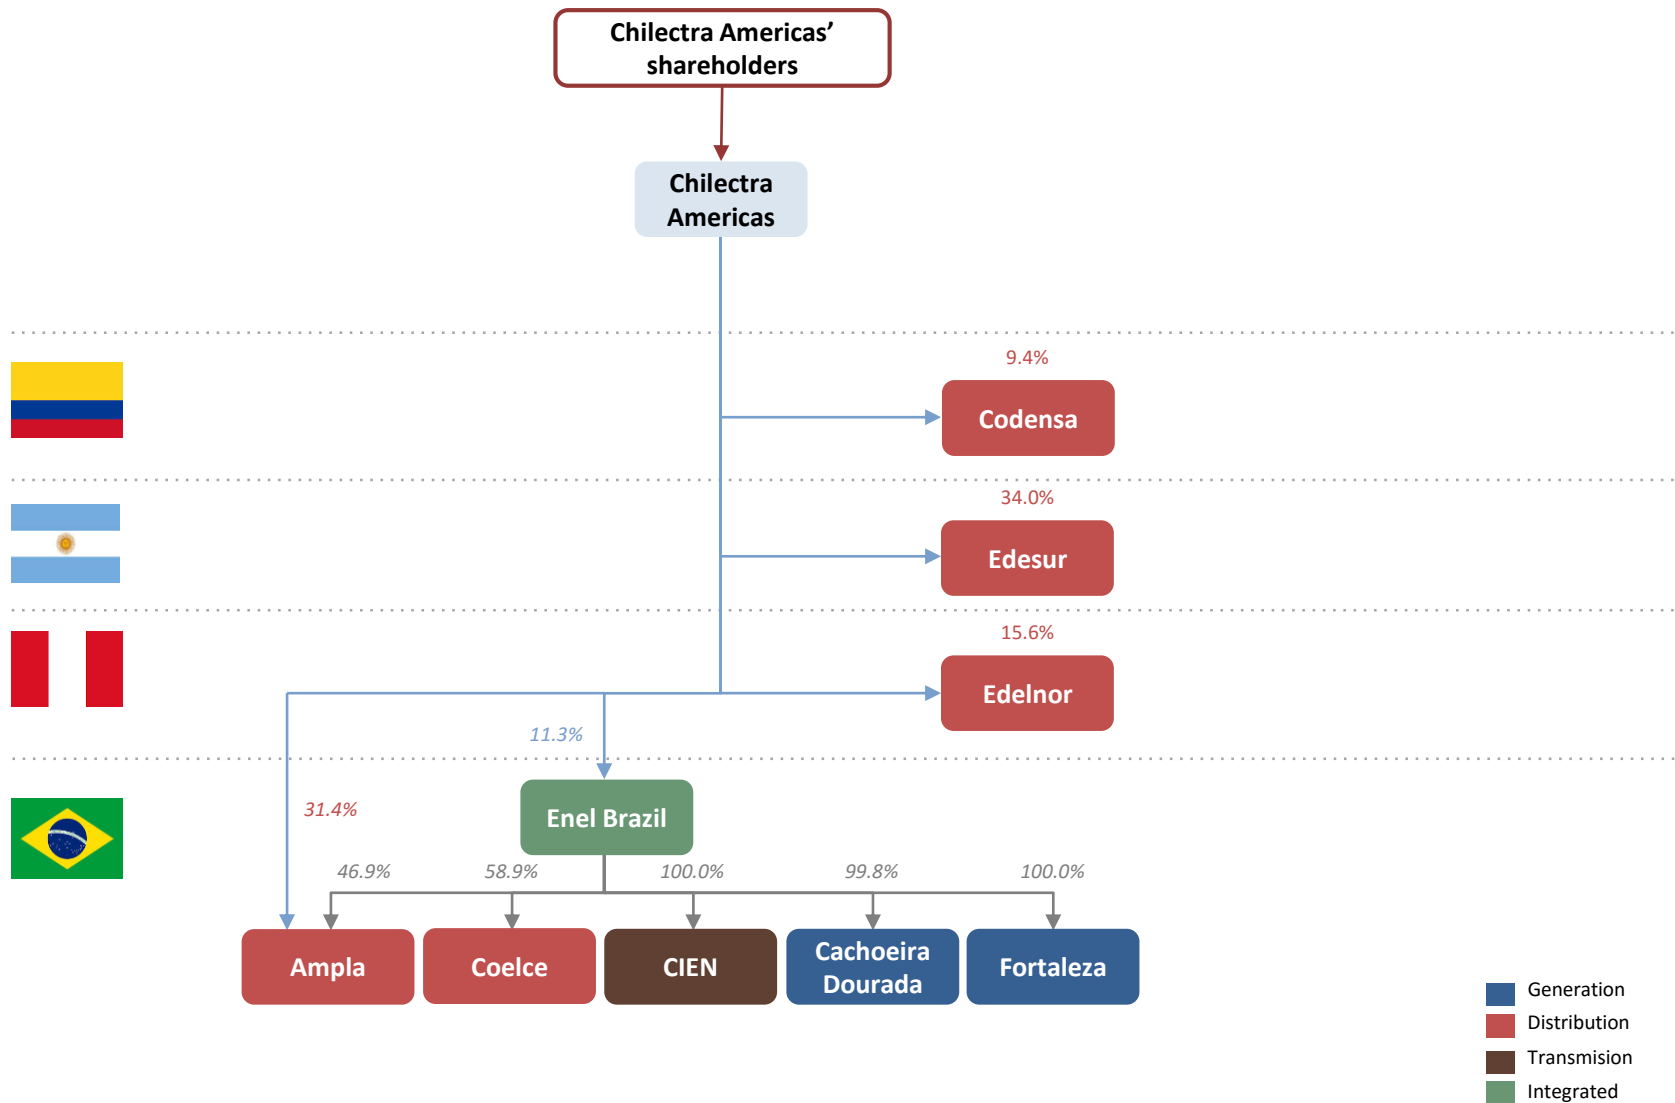 Chilectra Americas’
shareholders
Chilectra
Americas
9.4%
Codensa
34.0%
Edesur
15.6%
Edelnor
11.3%
31.4%
Enel Brazil
46.9%
58.9%
100.0%
99.8%
100.0%
Ampla
Coelce
CIEN
Cachoeira
Dourada
Fortaleza
Generation
Distribution
Transmision
Integrated